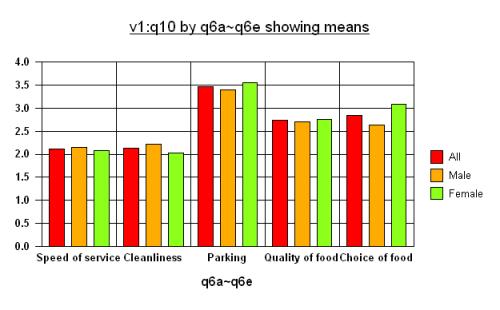 v1:q10 by q6a~q6e showing means
4.0
3.5
3.0
2.5
2.0
1.5
1.0
0.5
0.0
Speed of service Cleanliness Parking Quality of food Choice of food
q6a~q6e
All
Male
Female